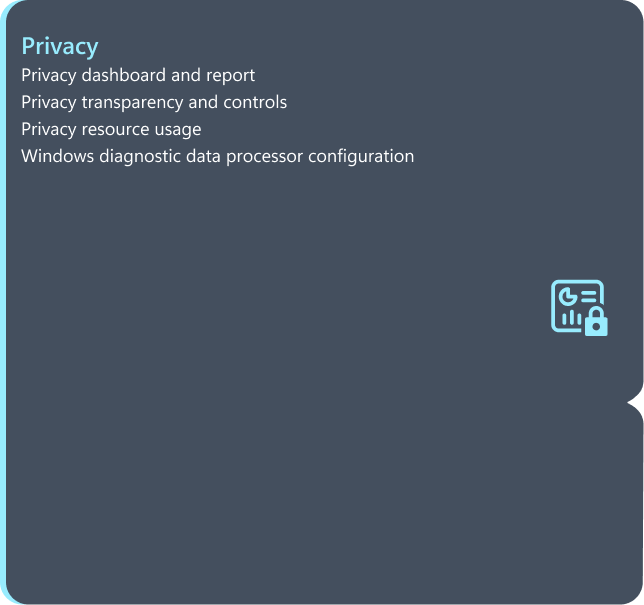 Privacy
Privacy dashboard and report
Privacy transparency and controls
Privacy resource usage
Windows diagnostic data processor configuration